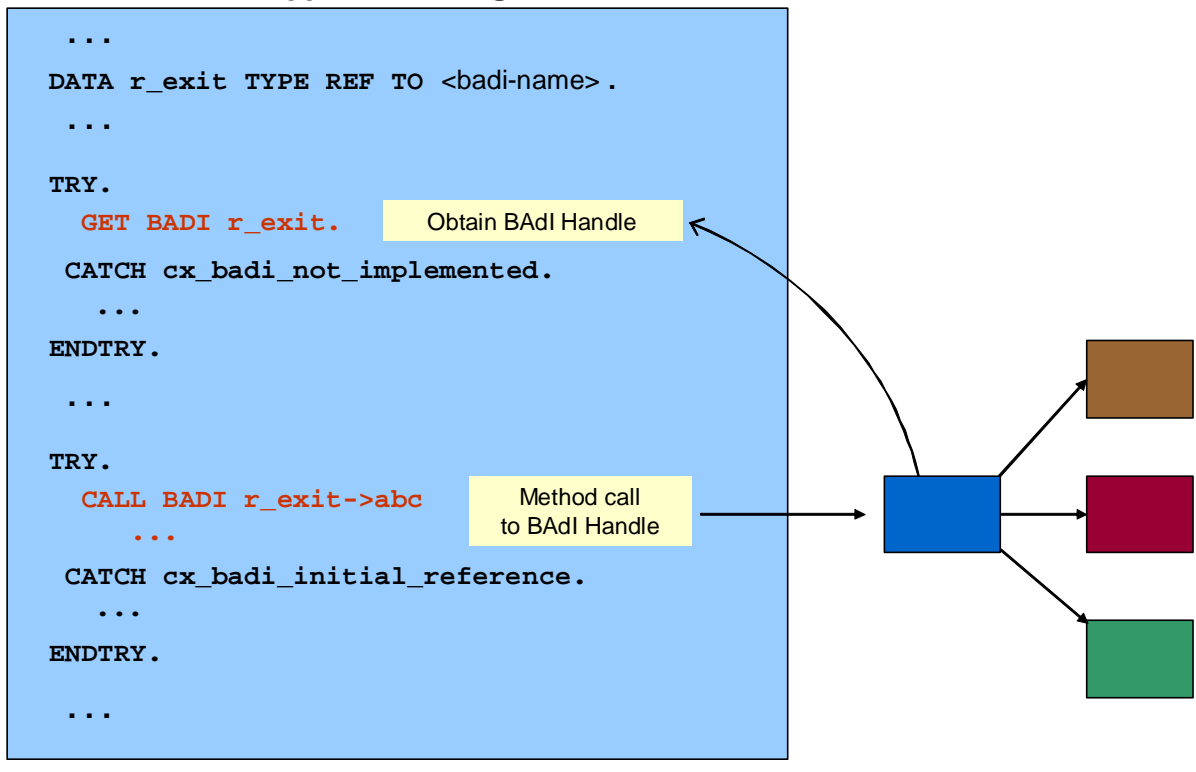 ...
DATA r_exit TYPE REF TO <badi-name>.
...
TRY.
GET BADI r_exit.
Obtain BAdI Handle
CATCH cx_badi_not_implemented.
...
ENDTRY.
...
TRY.
CALL BADI r_exit->abc
Method call
to BAdI Handle
...
CATCH cx_badi_initial_reference.
...
ENDTRY.
...